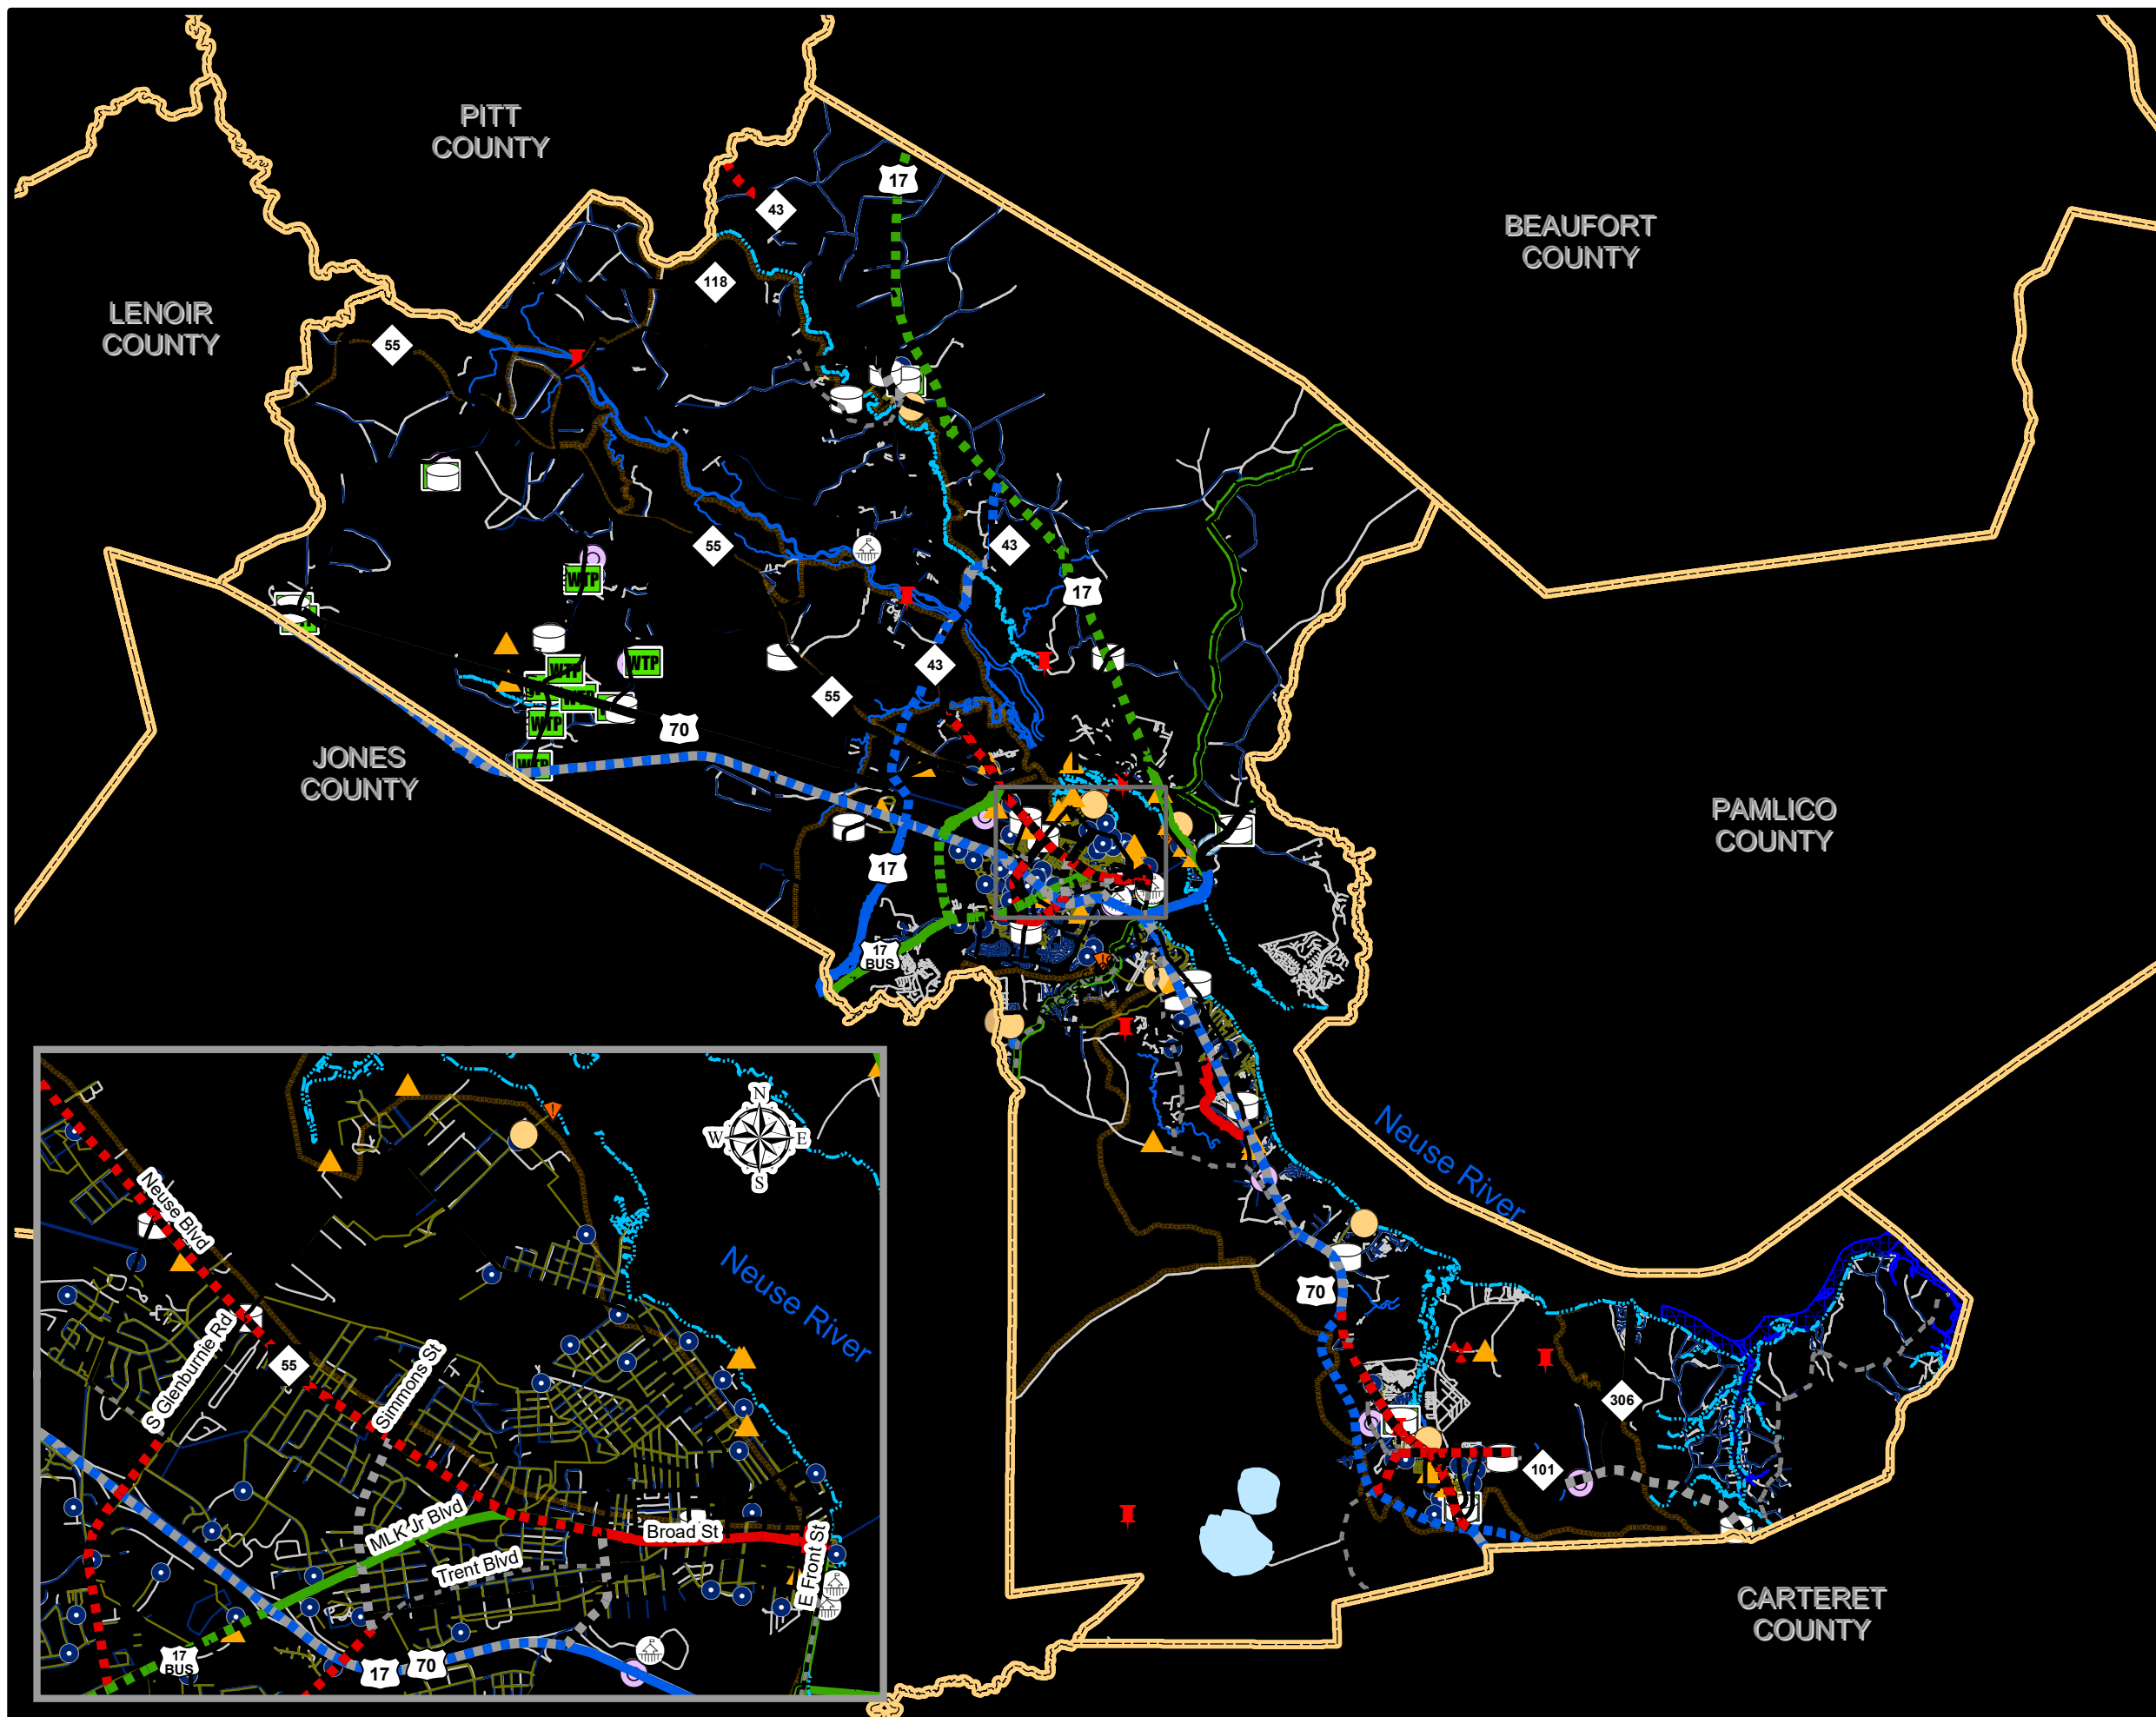 PITT
COUNTY
17
43
BEAUFORT
COUNTY
118
LENOIR
COUNTY
55
55
43
WTP
17
WTP
WTP
43
55
WTP
70
WTP
JONES
COUNTY
PAMLICO
COUNTY
17
17
BUS
Neuse River
70
306
101
CARTERET
COUNTY
N
W
E
S
Neuse Blvd
Neuse River
S Glenburnie Rd
55
Simmons St
MLK Jr Blvd
Broad St
Trent Blvd
E Front St
17
BUS
17
70